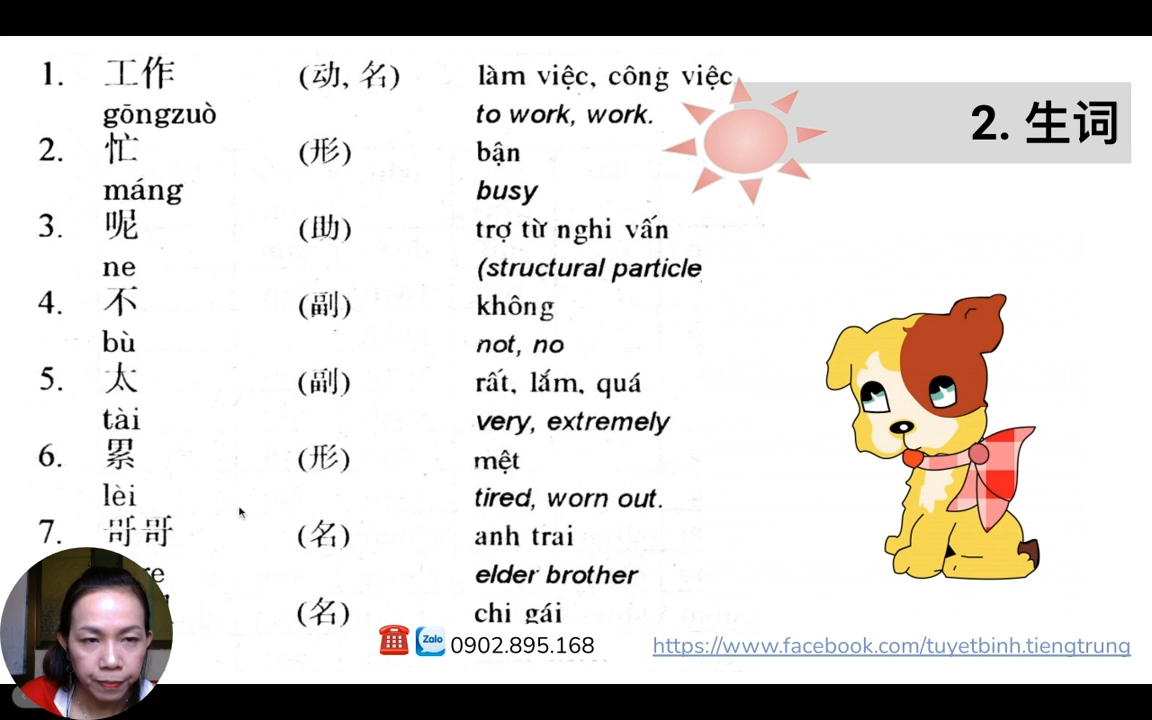 2. 生词
1. 工作 (动, 名) làm việc, công việc
gōngzuò to work, work.
2. 忙 (形) bận
máng busy
3. 呢 (助) trợ từ nghi vấn
ne (structural particle
4. 不 (副) không
bù not, no
5. 太 (副) rất, lắm, quá
tài very, extremely
6. 累 (形) mệt
lèi tired, worn out.
7. 哥哥 (名) anh trai
elder brother
(名) chi gái
Zalo 0902.895.168 https://www.facebook.com/tuyetbinh.tiengtrung